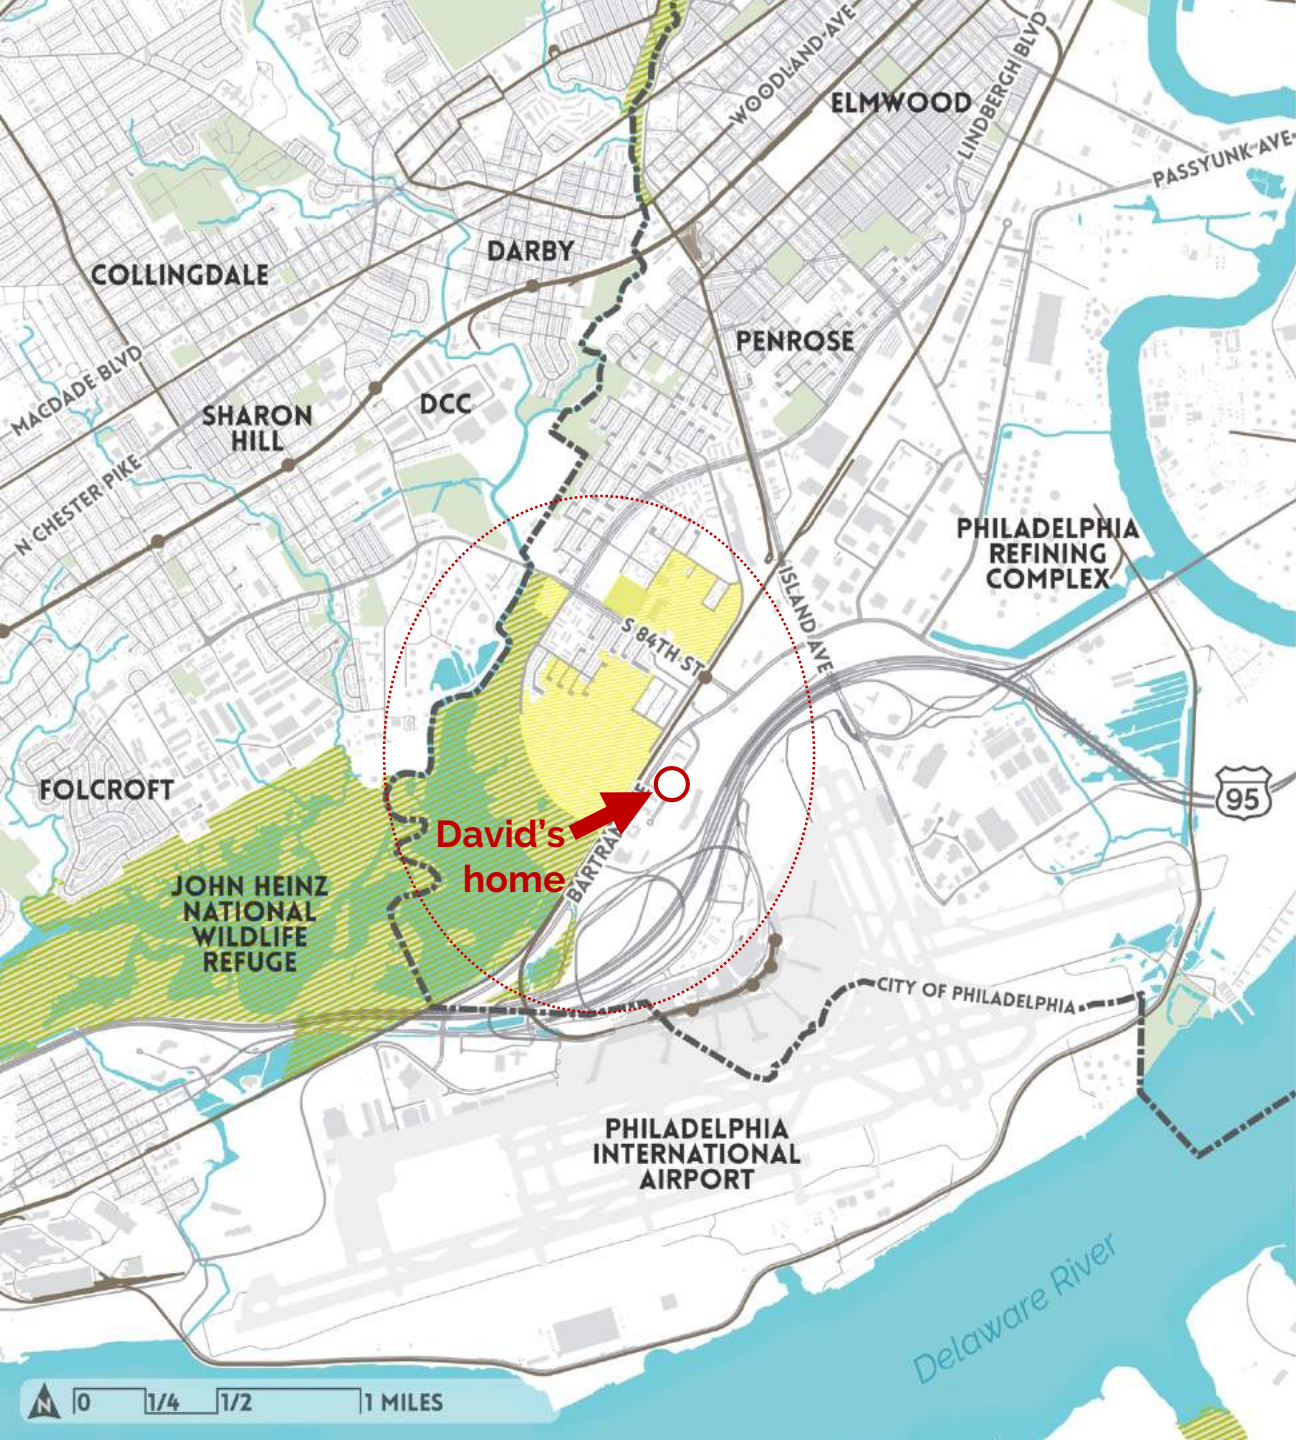 WOODLAND AVE
ELMWOOD
LINDBERGH BLVD
PASSYUNK AVE
DARBY
COLLINGDALE
PENROSE
MACDADE BLVD
DCC
SHARON
HILL
N CHESTER PIKE
PHILADELPHIA
REFINING
COMPLEX
ISLAND AVE
S 84TH ST
FOLCROFT
95
David's
home
BARTRAM
JOHN HEINZ
NATIONAL
WILDLIFE
REFUGE
CITY OF PHILADELPHIA
PHILADELPHIA
INTERNATIONAL
AIRPORT
Delaware River
N 0 1/4 1/2 1 MILES